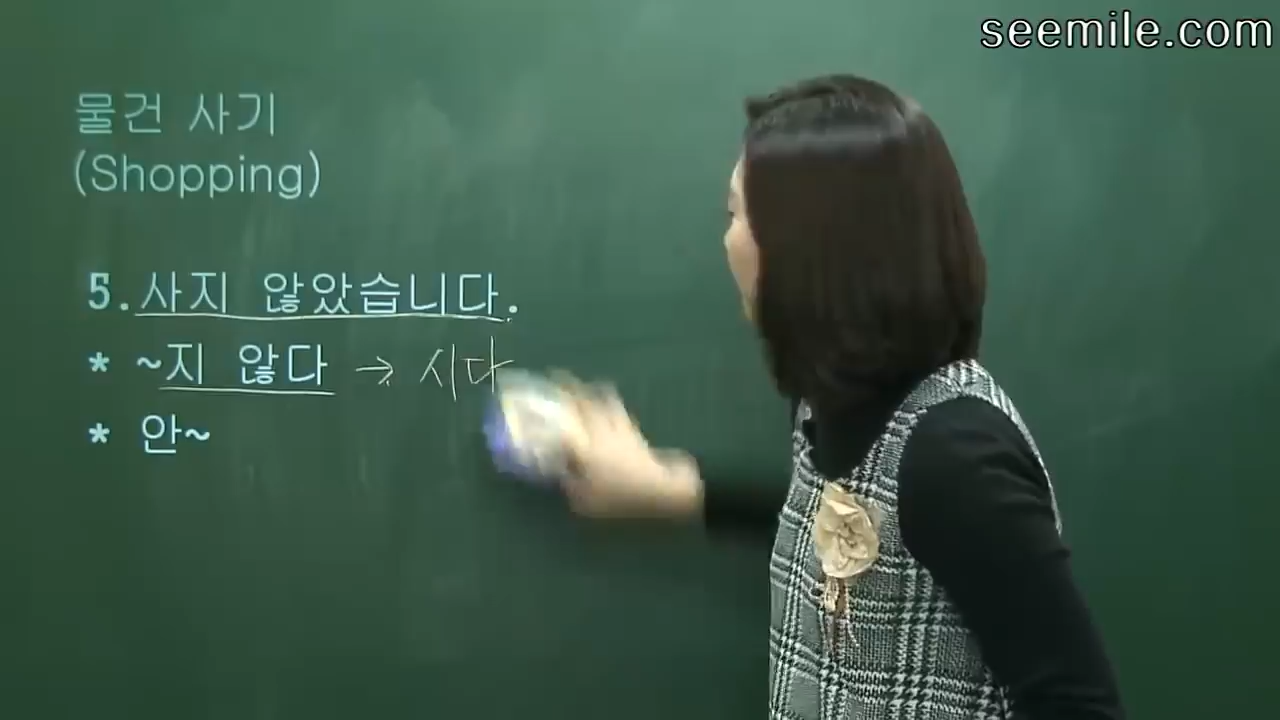 seemile.com
물건 사기
(Shopping)
5.사지 않았습니다.
* ~지 않다 → 시다
* 안~